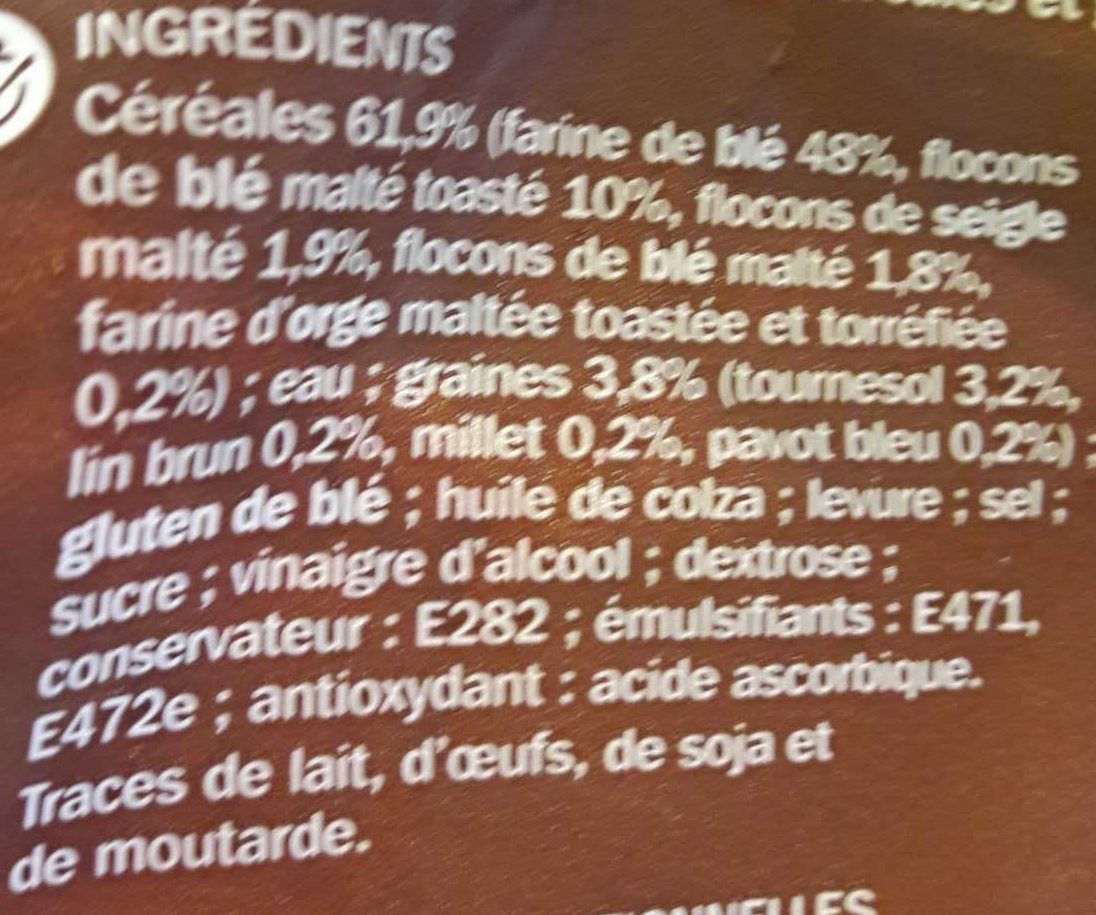 INGRÉDIENTS
Céréales 61,9% (farine de blé 48%, flocons
de blé malté toasté 10%, flocons de seigle
malté 1,9%, flocons de blé malté 1,8%,
farine d'orge maltée toastée et torréfiée
0,2%) ; eau ; graines 3,8% (tournesol 3,2%,
lin brun 0,2%, millet 0,2%, pavot bleu 0,2%) ;
gluten de blé ; huile de colza ; levure ; sel ;
sucre ; vinaigre d'alcool ; dextrose ;
conservateur : E282 ; émulsifiants : E471,
E472e ; antioxydant : acide ascorbique.
Traces de lait, d'œufs, de soja et
de moutarde.